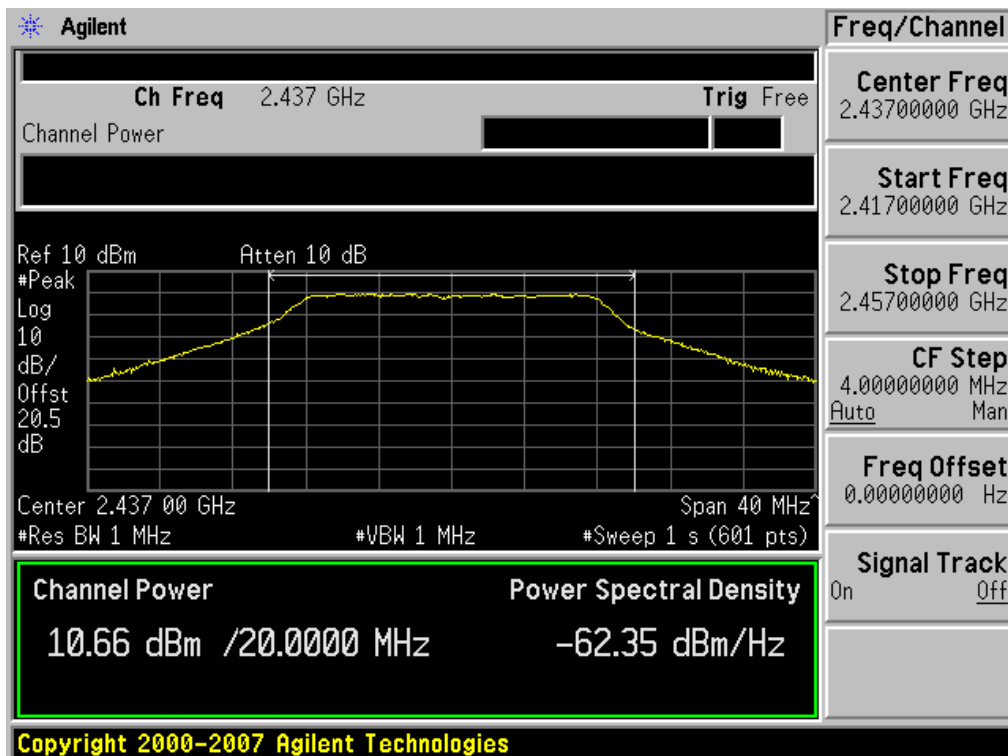 Agilent
Freq/Channel
Ch Freq 2.437 GHz
Trig Free
Channel Power
Center Freq
2.43700000 GHz
Start Freq
2.41700000 GHz
Stop Freq
2.45700000 GHz
CF Step
4.00000000 MHz
Auto Man
Freq Offset
0.00000000 Hz
Signal Track
On Off
Ref 10 dBm
Atten 10 dB
#Peak
Log
10
dB/
Offst
20.5
dB
Center 2.437 00 GHz
Span 40 MHz^
#Res BW 1 MHz
#VBW 1 MHz
#Sweep 1 s (601 pts)
Channel Power
Power Spectral Density
10.66 dBm /20.0000 MHz
-62.35 dBm/Hz
Copyright 2000-2007 Agilent Technologies